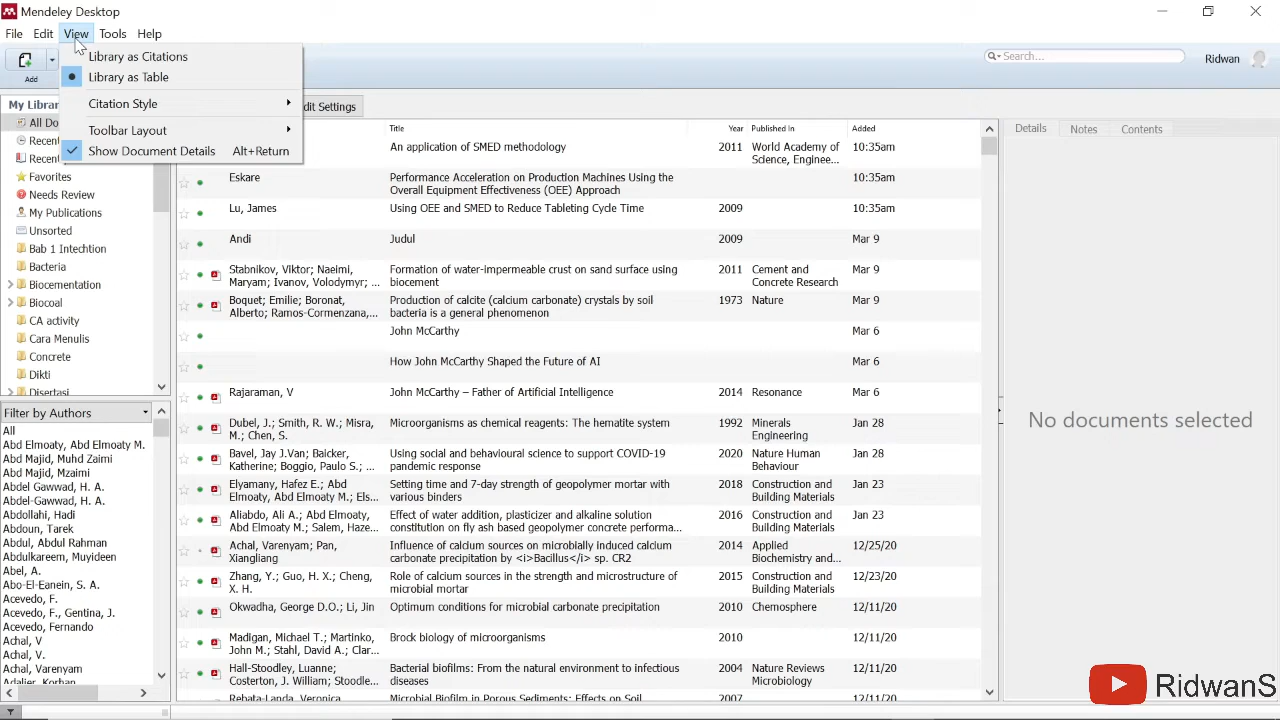 Mendeley Desktop
File Edit View Tools Help
Library as Citations
Library as Table
Citation Style
Toolbar Layout
Show Document Details Alt+Return
Add
Search...
Ridwan
My Libra
dit Settings
All Do
Recen
Recen
Favorites
Needs Review
My Publications
Unsorted
Bab 1 Intechtion
Bacteria
Biocementation
Biocoal
CA activity
Cara Menulis
Concrete
Dikti
Disertasi
Filter by Authors
All
Abd Elmoaty, Abd Elmoaty M.
Abd Majid, Muhd Zaimi
Abd Majid, Mzaimi
Abdel Gawwad, H. A.
Abdel-Gawwad, H. A.
Abdollahi, Hadi
Abdoun, Tarek
Abdul, Abdul Rahman
Abdulkareem, Muyideen
Abel, A.
Abo-El-Eanein, S. A.
Acevedo, F.
Acevedo, F., Gentina, J.
Acevedo, Fernando
Achal, V
Achal, V.
Achal, Varenyam
Adajier, Korhan
Title Year Published In Added
An application of SMED methodology 2011 World Academy of 10:35am
Science, Enginee...
Eskare Performance Acceleration on Production Machines Using the 10:35am
Overall Equipment Effectiveness (OEE) Approach
Lu, James Using OEE and SMED to Reduce Tableting Cycle Time 2009 10:35am
Andi Judul 2009 Mar 9
Stabnikov, Viktor; Naeimi, Formation of water-impermeable crust on sand surface using 2011 Cement and Mar 9
Maryam; Ivanov, Volodymyr; ... biocement Concrete Research
Boquet; Emilie; Boronat, Production of calcite (calcium carbonate) crystals by soil 1973 Nature Mar 9
Alberto; Ramos-Cormenzana,... bacteria is a general phenomenon
John McCarthy Mar 6
How John McCarthy Shaped the Future of AI Mar 6
Rajaraman, V John McCarthy – Father of Artificial Intelligence 2014 Resonance Mar 6
Dubel, J.; Smith, R. W.; Misra, Microorganisms as chemical reagents: The hematite system 1992 Minerals Jan 28
M.; Chen, S. Engineering
Bavel, Jay J.Van; Baicker, Using social and behavioural science to support COVID-19 2020 Nature Human Jan 28
Katherine; Boggio, Paulo S.; ... pandemic response Behaviour
Elyamany, Hafez E.; Abd Setting time and 7-day strength of geopolymer mortar with 2018 Construction and Jan 23
Elmoaty, Abd Elmoaty M.; Els... various binders Building Materials
Aliabdo, Ali A.; Abd Elmoaty, Effect of water addition, plasticizer and alkaline solution 2016 Construction and Jan 23
Abd Elmoaty M.; Salem, Haze... constitution on fly ash based geopolymer concrete performa... Building Materials
Achal, Varenyam; Pan, Influence of calcium sources on microbially induced calcium 2014 Applied 12/25/20
Xiangliang carbonate precipitation by <i>Bacillus</i> sp. CR2 Biochemistry and...
Zhang, Y.; Guo, H. X.; Cheng, Role of calcium sources in the strength and microstructure of 2015 Construction and 12/23/20
X. H. microbial mortar Building Materials
Okwadha, George D.O.; Li, Jin Optimum conditions for microbial carbonate precipitation 2010 Chemosphere 12/11/20
Madigan, Michael T.; Martinko, Brock biology of microorganisms 2010 12/11/20
John M.; Stahl, David A.; Clar...
Hall-Stoodley, Luanne; Bacterial biofilms: From the natural environment to infectious 2004 Nature Reviews 12/11/20
Costerton, J. William; Stoodle... diseases Microbiology
Rebata-Landa, Veronica Microbial Biofilm in Porous Sediments: Effects on Soil 2007
Details Notes Contents
No documents selected
RidwanS